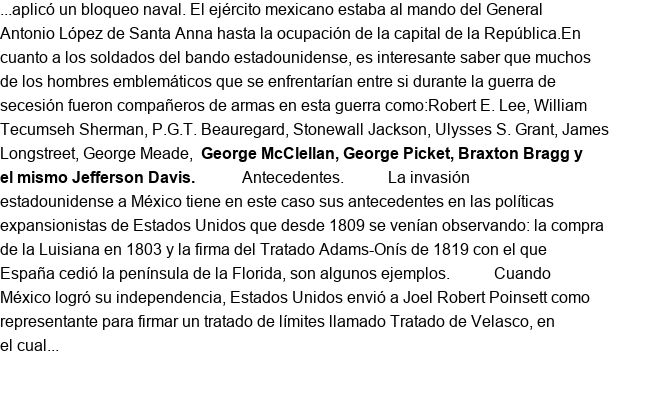 ...aplicó un bloqueo naval. El ejército mexicano estaba al mando del General
Antonio López de Santa Anna hasta la ocupación de la capital de la República.En
cuanto a los soldados del bando estadounidense, es interesante saber que muchos
de los hombres emblemáticos que se enfrentarían entre si durante la guerra de
secesión fueron compañeros de armas en esta guerra como:Robert E. Lee, William
Tecumseh Sherman, P.G.T. Beauregard, Stonewall Jackson, Ulysses S. Grant, James
Longstreet, George Meade, George McClellan, George Picket, Braxton Bragg y
el mismo Jefferson Davis. Antecedentes. La invasión
estadounidense a México tiene en este caso sus antecedentes en las políticas
expansionistas de Estados Unidos que desde 1809 se venían observando: la compra
de la Luisiana en 1803 y la firma del Tratado Adams-Onís de 1819 con el que
España cedió la península de la Florida, son algunos ejemplos. Cuando
México logró su independencia, Estados Unidos envió a Joel Robert Poinsett como
representante para firmar un tratado de límites llamado Tratado de Velasco, en
el cual...